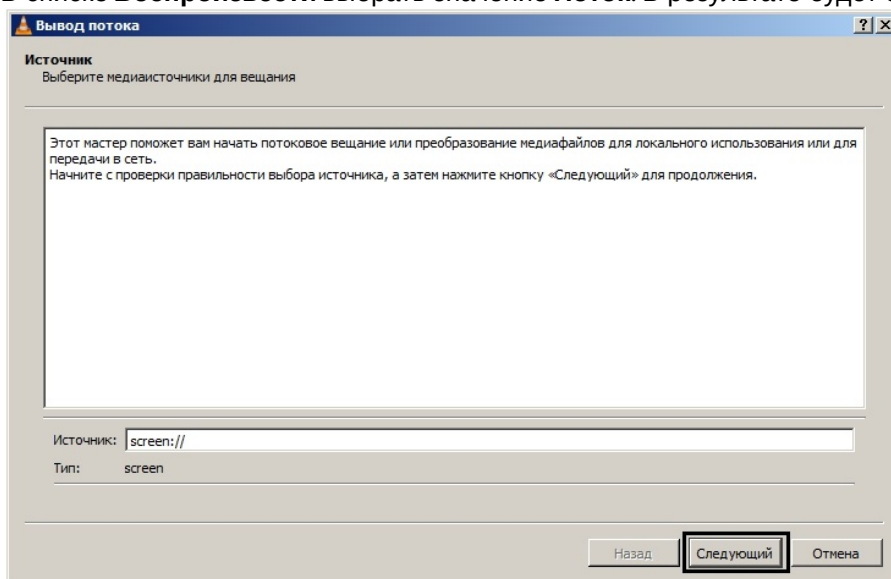 Вывод потока
Источник
Выберите медиаисточники для вещания
Этот мастер поможет вам начать потоковое вещание или преобразование медиафайлов для локального использования или для
передачи в сеть.
Начните с проверки правильности выбора источника, а затем нажмите кнопку «Следующий» для продолжения.
Источник: screen://
Тип: screen
Назад Следующий Отмена